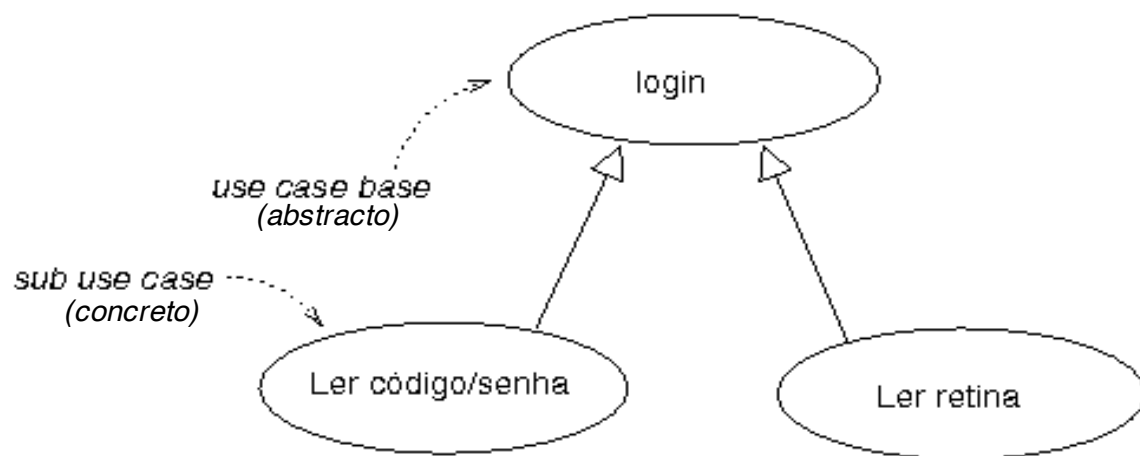 login
use case base
(abstracto)
sub use case
(concreto)
Ler código/senha
Ler retina